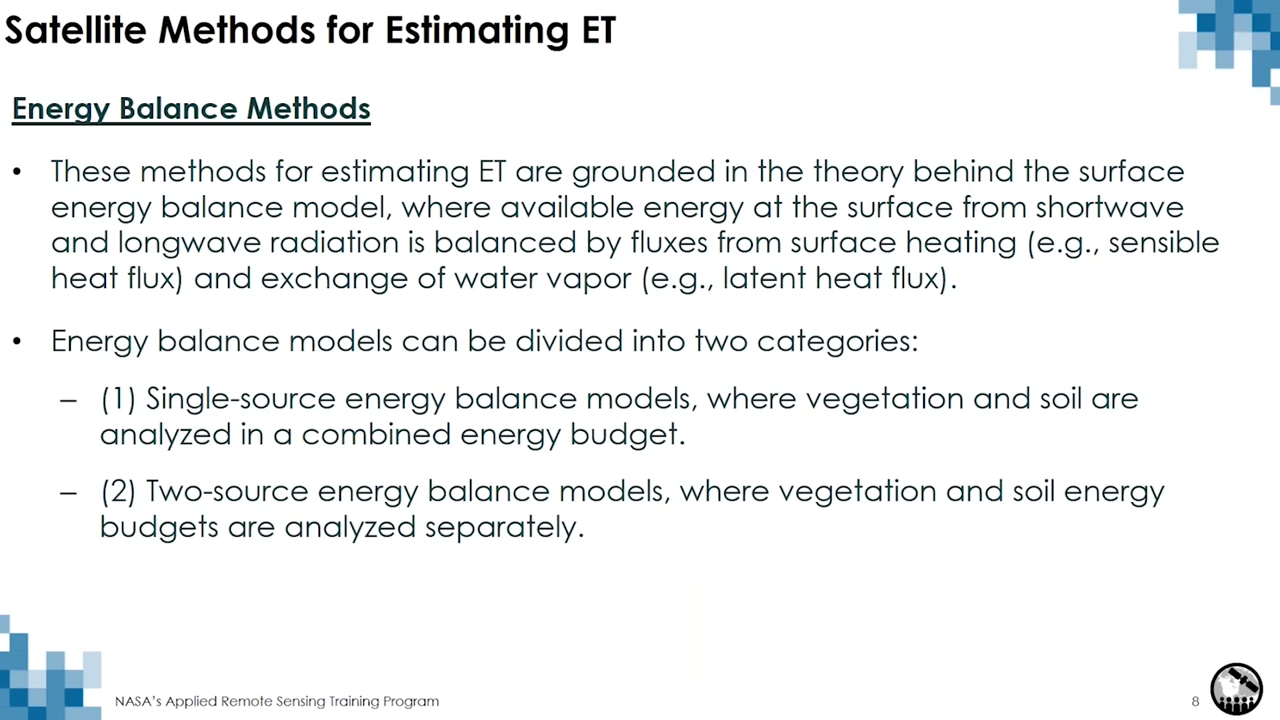 Satellite Methods for Estimating ET
Energy Balance Methods
• These methods for estimating ET are grounded in the theory behind the surface
energy balance model, where available energy at the surface from shortwave
and longwave radiation is balanced by fluxes from surface heating (e.g., sensible
heat flux) and exchange of water vapor (e.g., latent heat flux).
• Energy balance models can be divided into two categories:
– (1) Single-source energy balance models, where vegetation and soil are
analyzed in a combined energy budget.
– (2) Two-source energy balance models, where vegetation and soil energy
budgets are analyzed separately.
NASA's Applied Remote Sensing Training Program
8